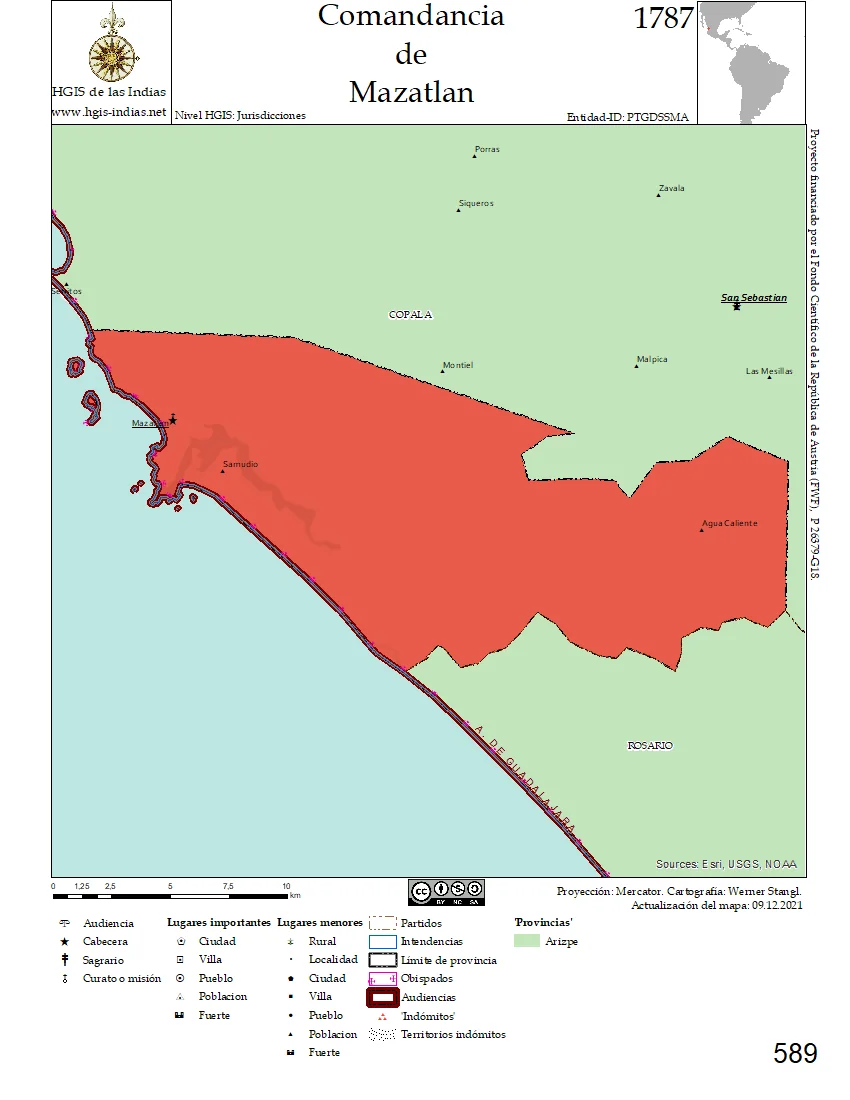 Comandancia
de
Mazatlan
1787
HGIS de las Indias
www.hgis-indias.net
Nivel HGIS: Jurisdicciones
Entidad-ID: PTGDSSMA
Proyecto financiado por el Fondo Científico de la República de Austria (FWF), P 26379-G18.
Porras
Zavala
Siqueros
San Sebastian
COPALA
Montiel
Malpica
Las Mesillas
Mazatlan
Samudio
Agua Caliente
ROSARIO
A. DE GUADALAJARA
Sources: Esri, USGS, NOAA
0 1,25 2,5 5 7,5 10
km
CC BY NC SA
Proyección: Mercator. Cartografía: Werner Stangl.
Actualización del mapa: 09.12.2021
Audiencia
Cabecera
Sagrario
Curato o misión
Lugares importantes
Ciudad
Villa
Pueblo
Poblacion
Fuerte
Lugares menores
Rural
Localidad
Ciudad
Villa
Pueblo
Poblacion
Fuerte
Partidos
Intendencias
Límite de provincia
Obispados
Audiencias
'Indómitos'
Territorios indómitos
'Provincias'
Arizpe
589